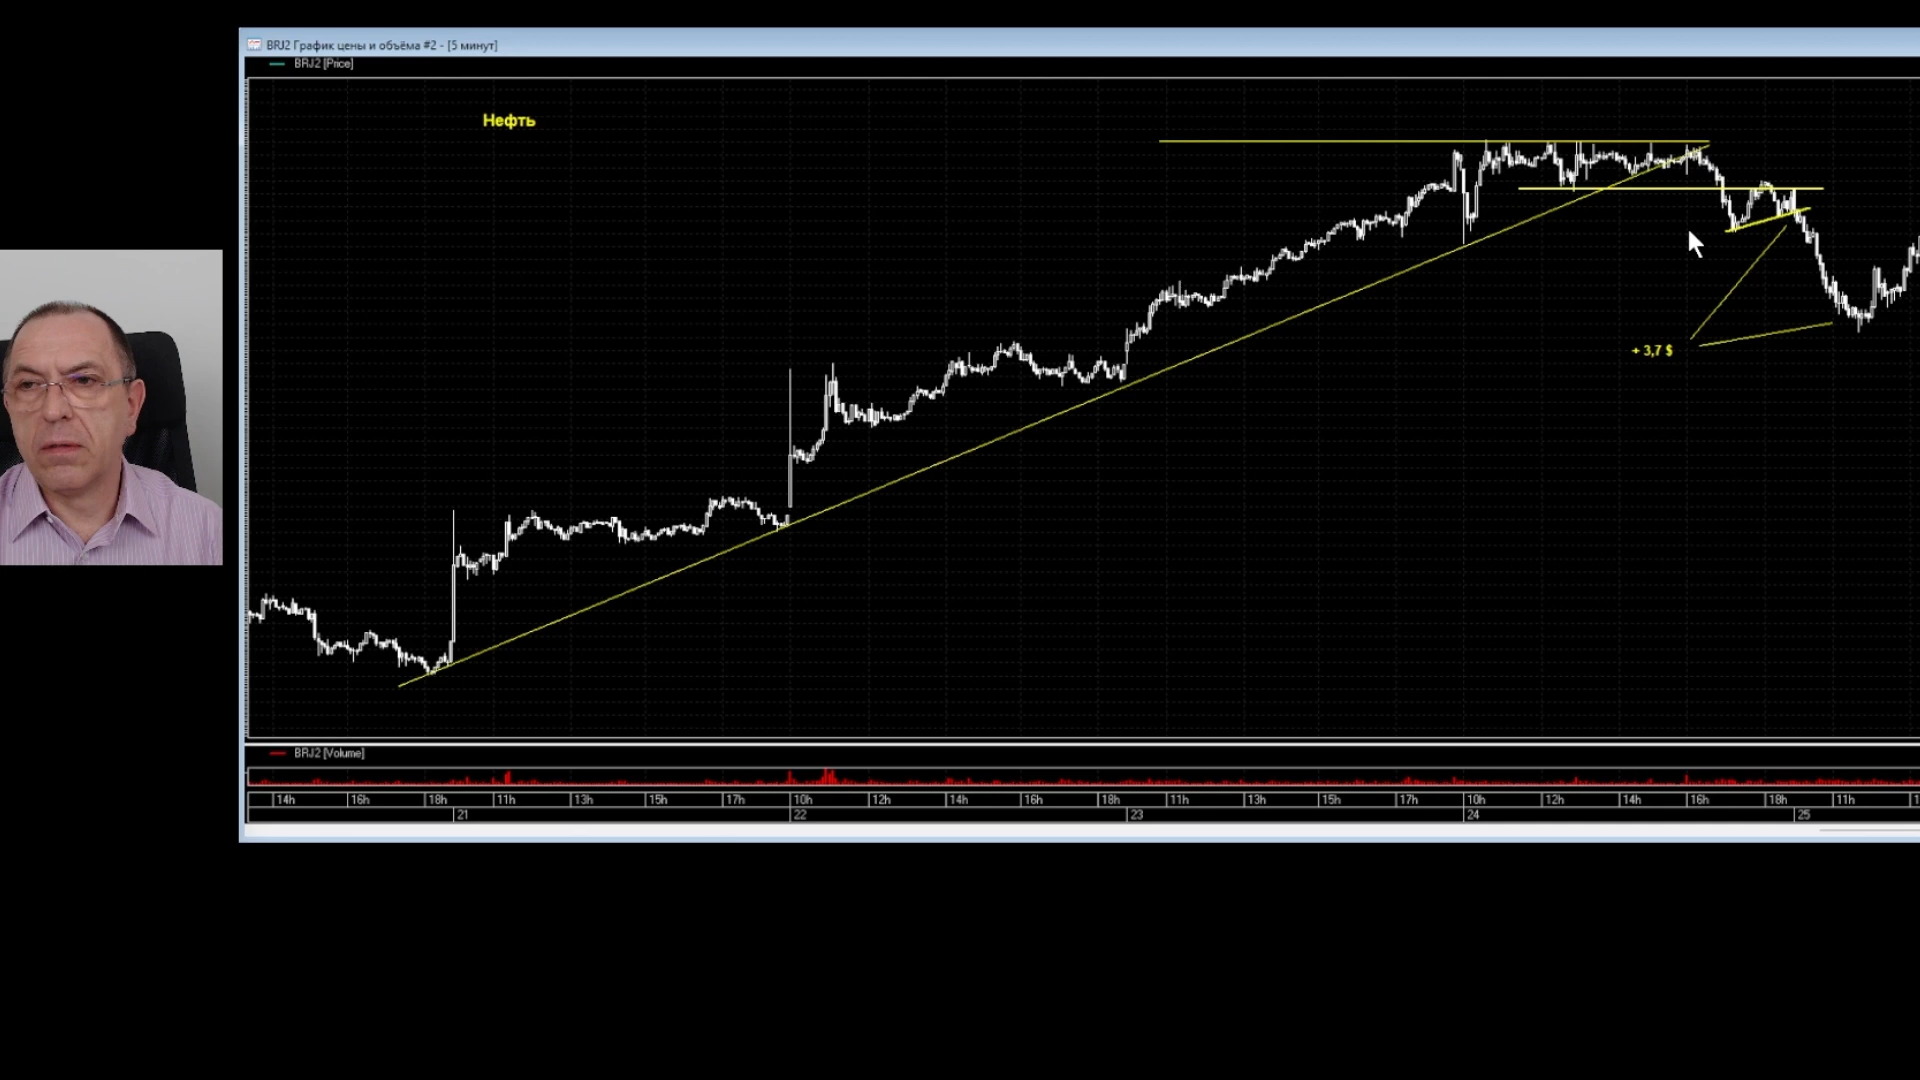 BRJ2 График цены и объёма #2 - [5 минут]
BRJ2 [Price]
Нефть
+ 3,7 $
BRJ2 [Volume]
14h 16h 18h 11h 13h 15h 17h 10h 12h 14h 16h 18h 11h 13h 15h 17h 10h 12h 14h 16h 18h 11h
21 22 23 24 25